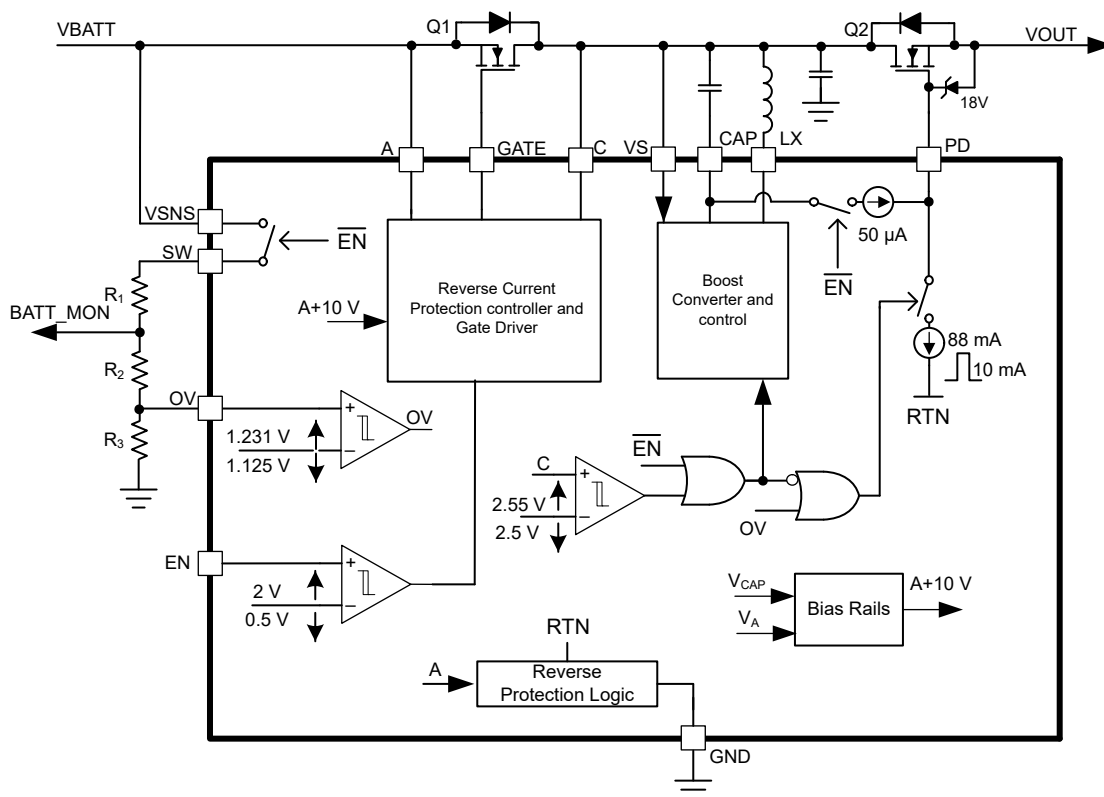 VBATT
Q1
Q2
VOUT
18V
A
GATE
C
VS
CAP
LX
PD
VSNS
EN
SW
50 µA
EN
R1
BATT_MON
R2
OV
R3
A+10 V
Reverse Current
Protection controller and
Gate Driver
Boost
Converter and
control
88 mA
10 mA
RTN
+
OV
1.231 V
−
1.125 V
EN
C
+
2.55 V
−
2.5 V
OV
EN
+
2 V
−
0.5 V
VCAP
VA
Bias Rails
A+10 V
RTN
A
Reverse
Protection Logic
GND